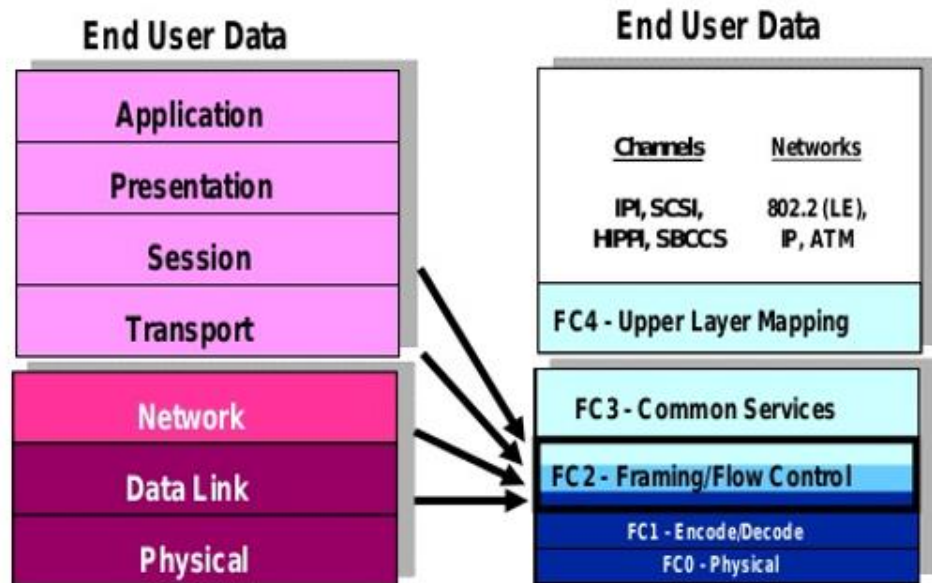 End User Data
Application
Presentation
Session
Transport
Network
Data Link
Physical
End User Data
Channels
IPI, SCSI,
HIPPI, SBCCS
Networks
802.2 (LE),
IP, ATM
FC4 - Upper Layer Mapping
FC3 - Common Services
FC2 - Framing/Flow Control
FC1 - Encode/Decode
FC0 - Physical